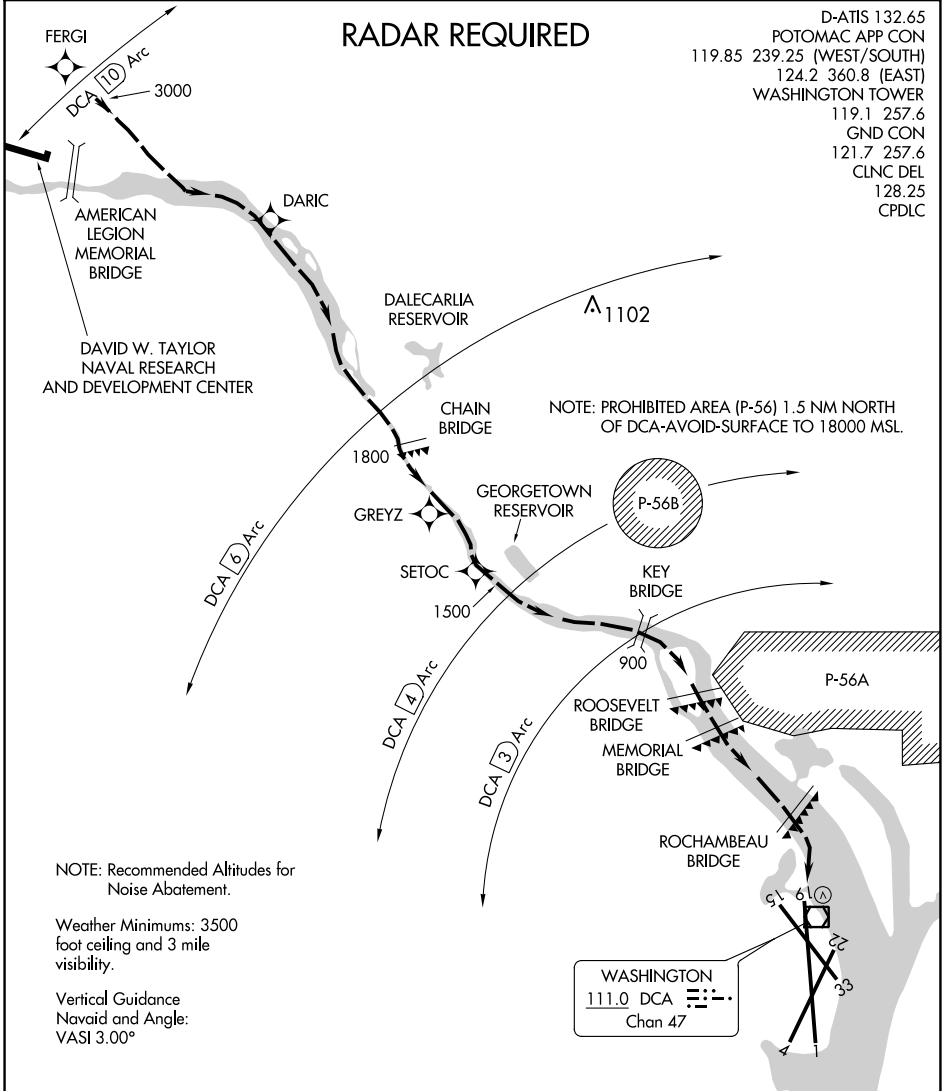 RADAR REQUIRED
D-ATIS 132.65
POTOMAC APP CON
119.85 239.25 (WEST/SOUTH)
124.2 360.8 (EAST)
WASHINGTON TOWER
119.1 257.6
GND CON
121.7 257.6
CLNC DEL
128.25
CPDLC
FERGI
DCA 10 Arc
3000
AMERICAN
LEGION
MEMORIAL
BRIDGE
DARIC
DAVID W. TAYLOR
NAVAL RESEARCH
AND DEVELOPMENT CENTER
DALECARLIA
RESERVOIR
1102
NOTE: PROHIBITED AREA (P-56) 1.5 NM NORTH
OF DCA-AVOID-SURFACE TO 18000 MSL.
CHAIN
BRIDGE
1800
GREYZ
GEORGETOWN
RESERVOIR
P-56B
DCA 6 Arc
SETOC
1500
KEY
BRIDGE
900
P-56A
DCA 4 Arc
ROOSEVELT
BRIDGE
MEMORIAL
BRIDGE
DCA 3 Arc
ROCHAMBEAU
BRIDGE
NOTE: Recommended Altitudes for
Noise Abatement.
Weather Minimums: 3500
foot ceiling and 3 mile
visibility.
Vertical Guidance
Navaid and Angle:
VASI 3.00°
15
19
V
22
33
4
1
WASHINGTON
111.0 DCA
Chan 47